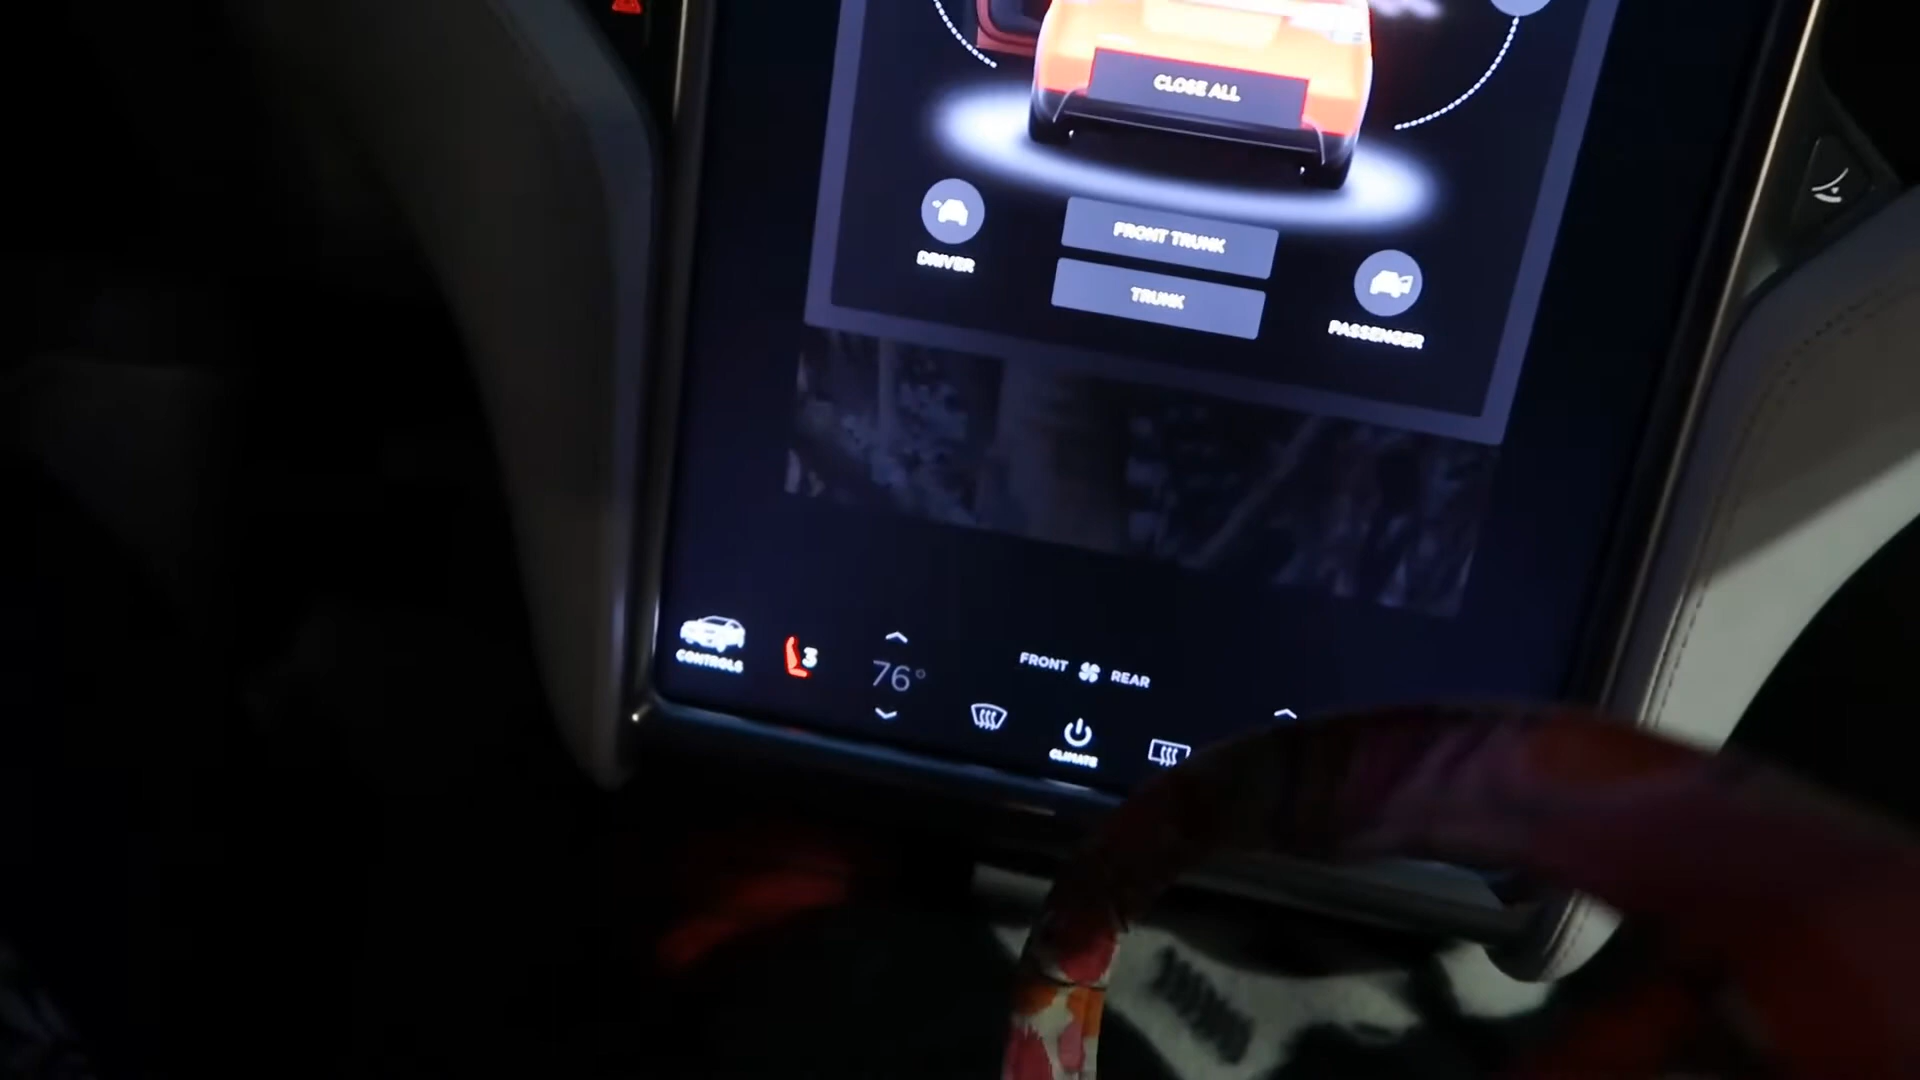 CLOSE ALL
FRONT TRUNK
DRIVER
TRUNK
PASSENGER
CONTROLS
3
76°
FRONT REAR
CLIMATE